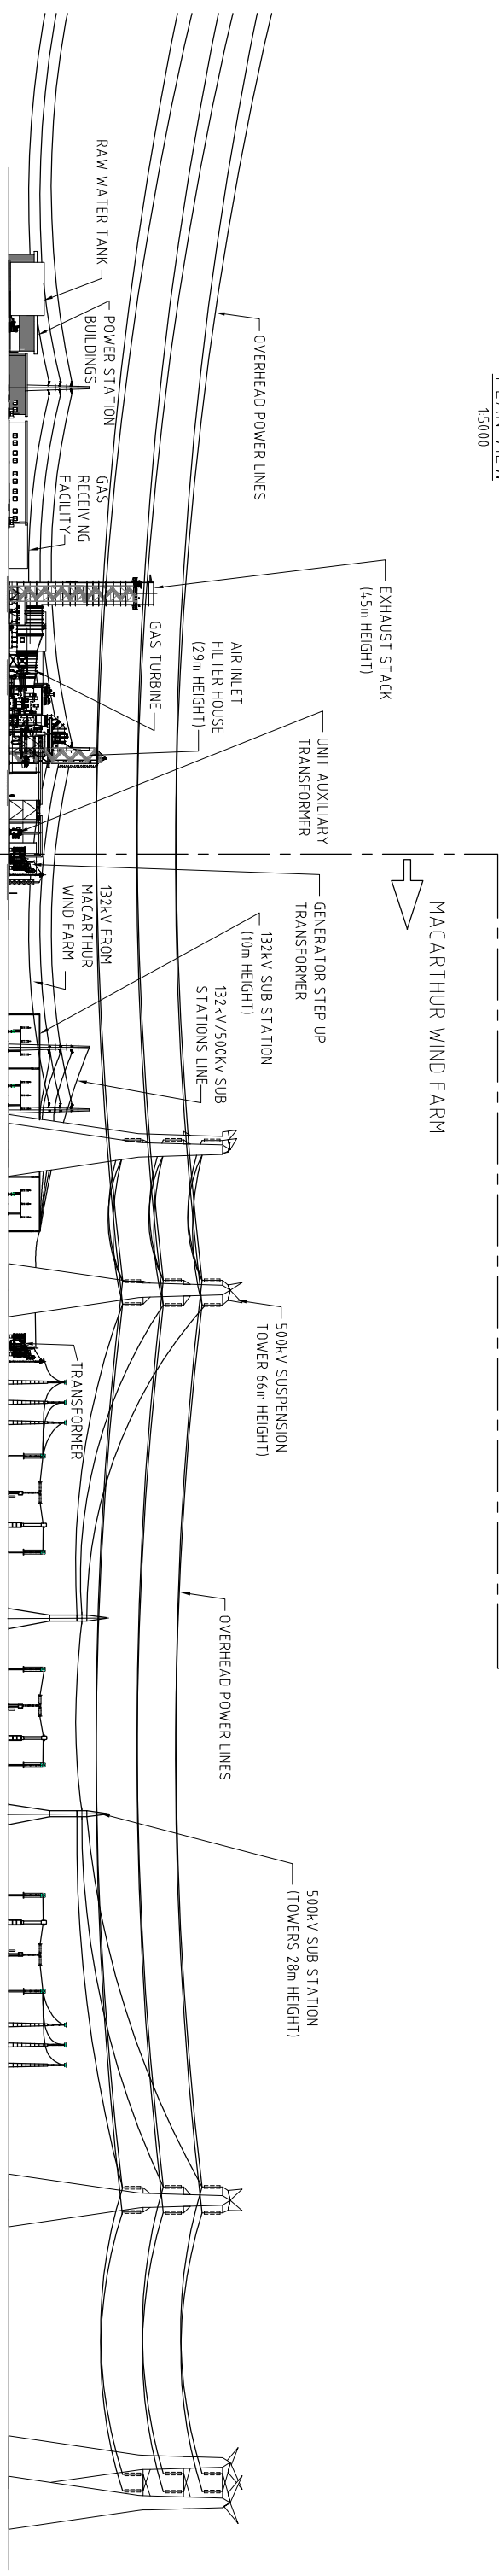 1:5000
MACARTHUR WIND FARM
RAW WATER TANK
POWER STATION
BUILDINGS
GAS
RECEIVING
FACILITY
OVERHEAD POWER LINES
EXHAUST STACK
(45m HEIGHT)
AIR INLET
FILTER HOUSE
(29m HEIGHT)
GAS TURBINE
UNIT AUXILIARY
TRANSFORMER
GENERATOR STEP UP
TRANSFORMER
132kV FROM
MACARTHUR
WIND FARM
132kV SUB STATION
(10m HEIGHT)
132kV/500Kv SUB
STATIONS LINE
500kV SUSPENSION
TOWER 66m HEIGHT)
TRANSFORMER
OVERHEAD POWER LINES
500kV SUB STATION
(TOWERS 28m HEIGHT)